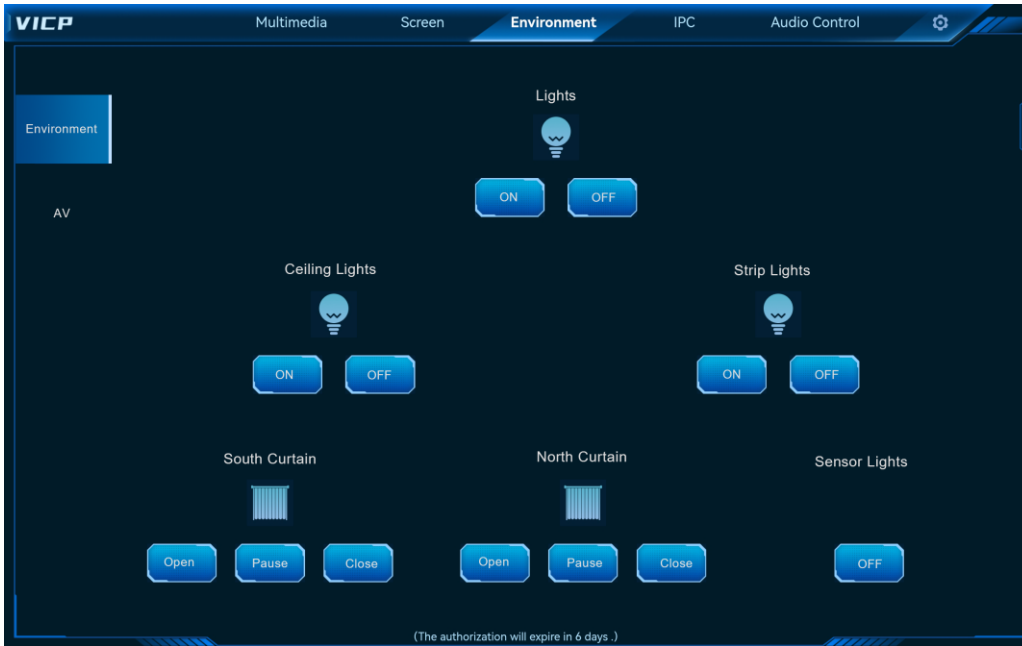 VICP
Multimedia
Screen
Environment
IPC
Audio Control
Environment
AV
Lights
ON
OFF
Ceiling Lights
ON
OFF
Strip Lights
ON
OFF
South Curtain
Open
Pause
Close
North Curtain
Open
Pause
Close
Sensor Lights
OFF
(The authorization will expire in 6 days .)